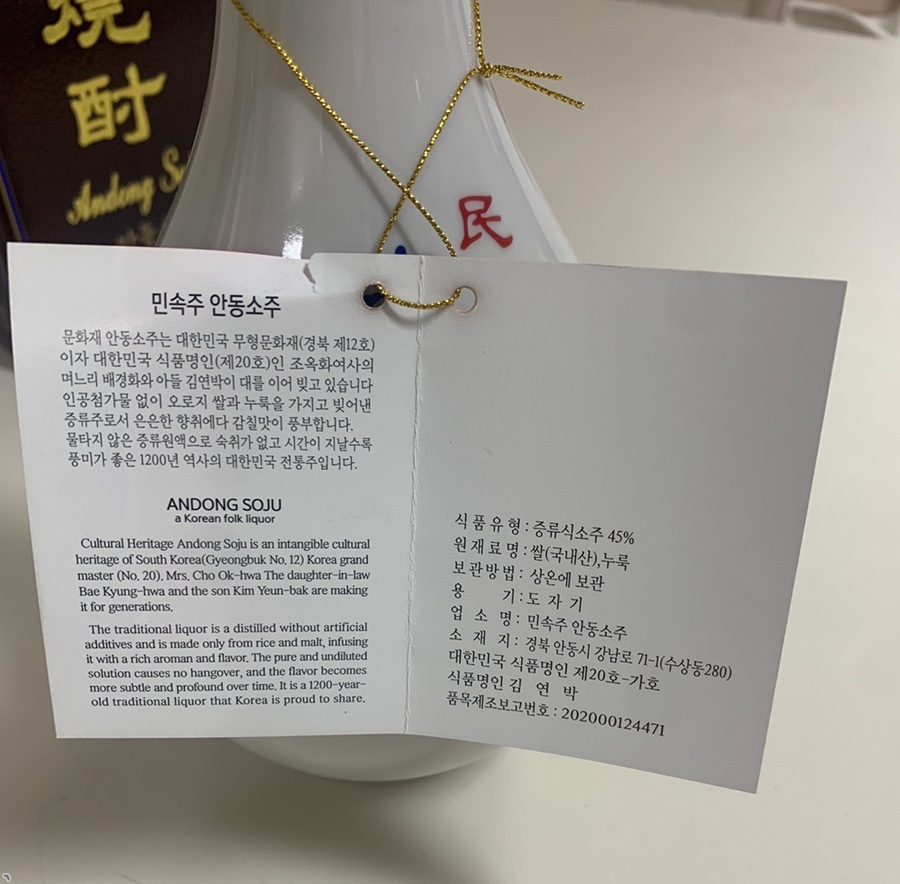 燒
酎
Andong So
民
민속주 안동소주
문화재 안동소주는 대한민국 무형문화재(경북 제12호)
이자 대한민국 식품명인(제20호)인 조옥화여사의
며느리 배경화와 아들 김연박이 대를 이어 빚고 있습니다
인공첨가물 없이 오로지 쌀과 누룩을 가지고 빚어낸
증류주로서 은은한 향취에다 감칠맛이 풍부합니다.
물타지 않은 증류원액으로 숙취가 없고 시간이 지날수록
풍미가 좋은 1200년 역사의 대한민국 전통주입니다.
ANDONG SOJU
a Korean folk liquor
Cultural Heritage Andong Soju is an intangible cultural
heritage of South Korea(Gyeongbuk No. 12) Korea grand
master (No. 20). Mrs. Cho Ok-hwa The daughter-in-law
Bae Kyung-hwa and the son Kim Yeun-bak are making
it for generations.
The traditional liquor is a distilled without artificial
additives and is made only from rice and malt, infusing
it with a rich aroman and flavor. The pure and undiluted
solution causes no hangover, and the flavor becomes
more subtle and profound over time. It is a 1200-year-
old traditional liquor that Korea is proud to share.
식 품 유 형 : 증류식소주 45%
원 재 료 명 : 쌀(국내산),누룩
보 관 방 법 : 상온에 보관
용 기 : 도 자 기
업 소 명 : 민속주 안동소주
소 재 지 : 경북 안동시 강남로 71-1(수상동280)
대한민국 식품명인 제20호-가호
식품명인 김 연 박
품목제조보고번호 : 202000124471